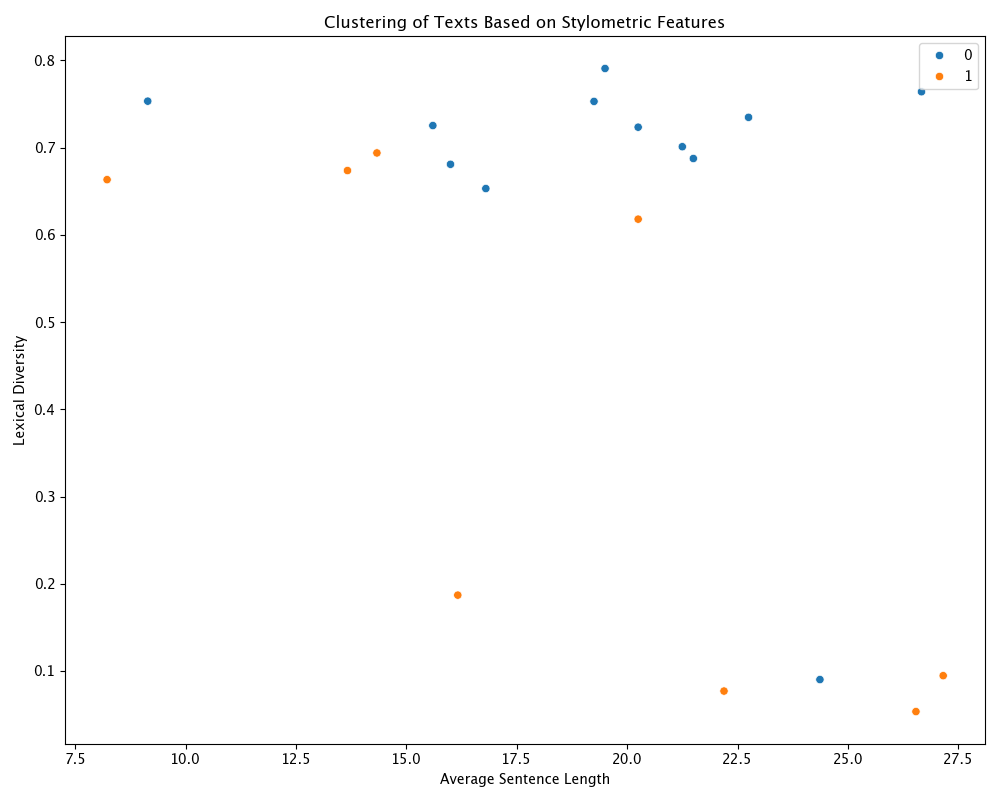 Clustering of Texts Based on Stylometric Features
0
1
0.8
0.7
0.6
0.5
0.4
0.3
0.2
0.1
Lexical Diversity
7.5 10.0 12.5 15.0 17.5 20.0 22.5 25.0 27.5
Average Sentence Length